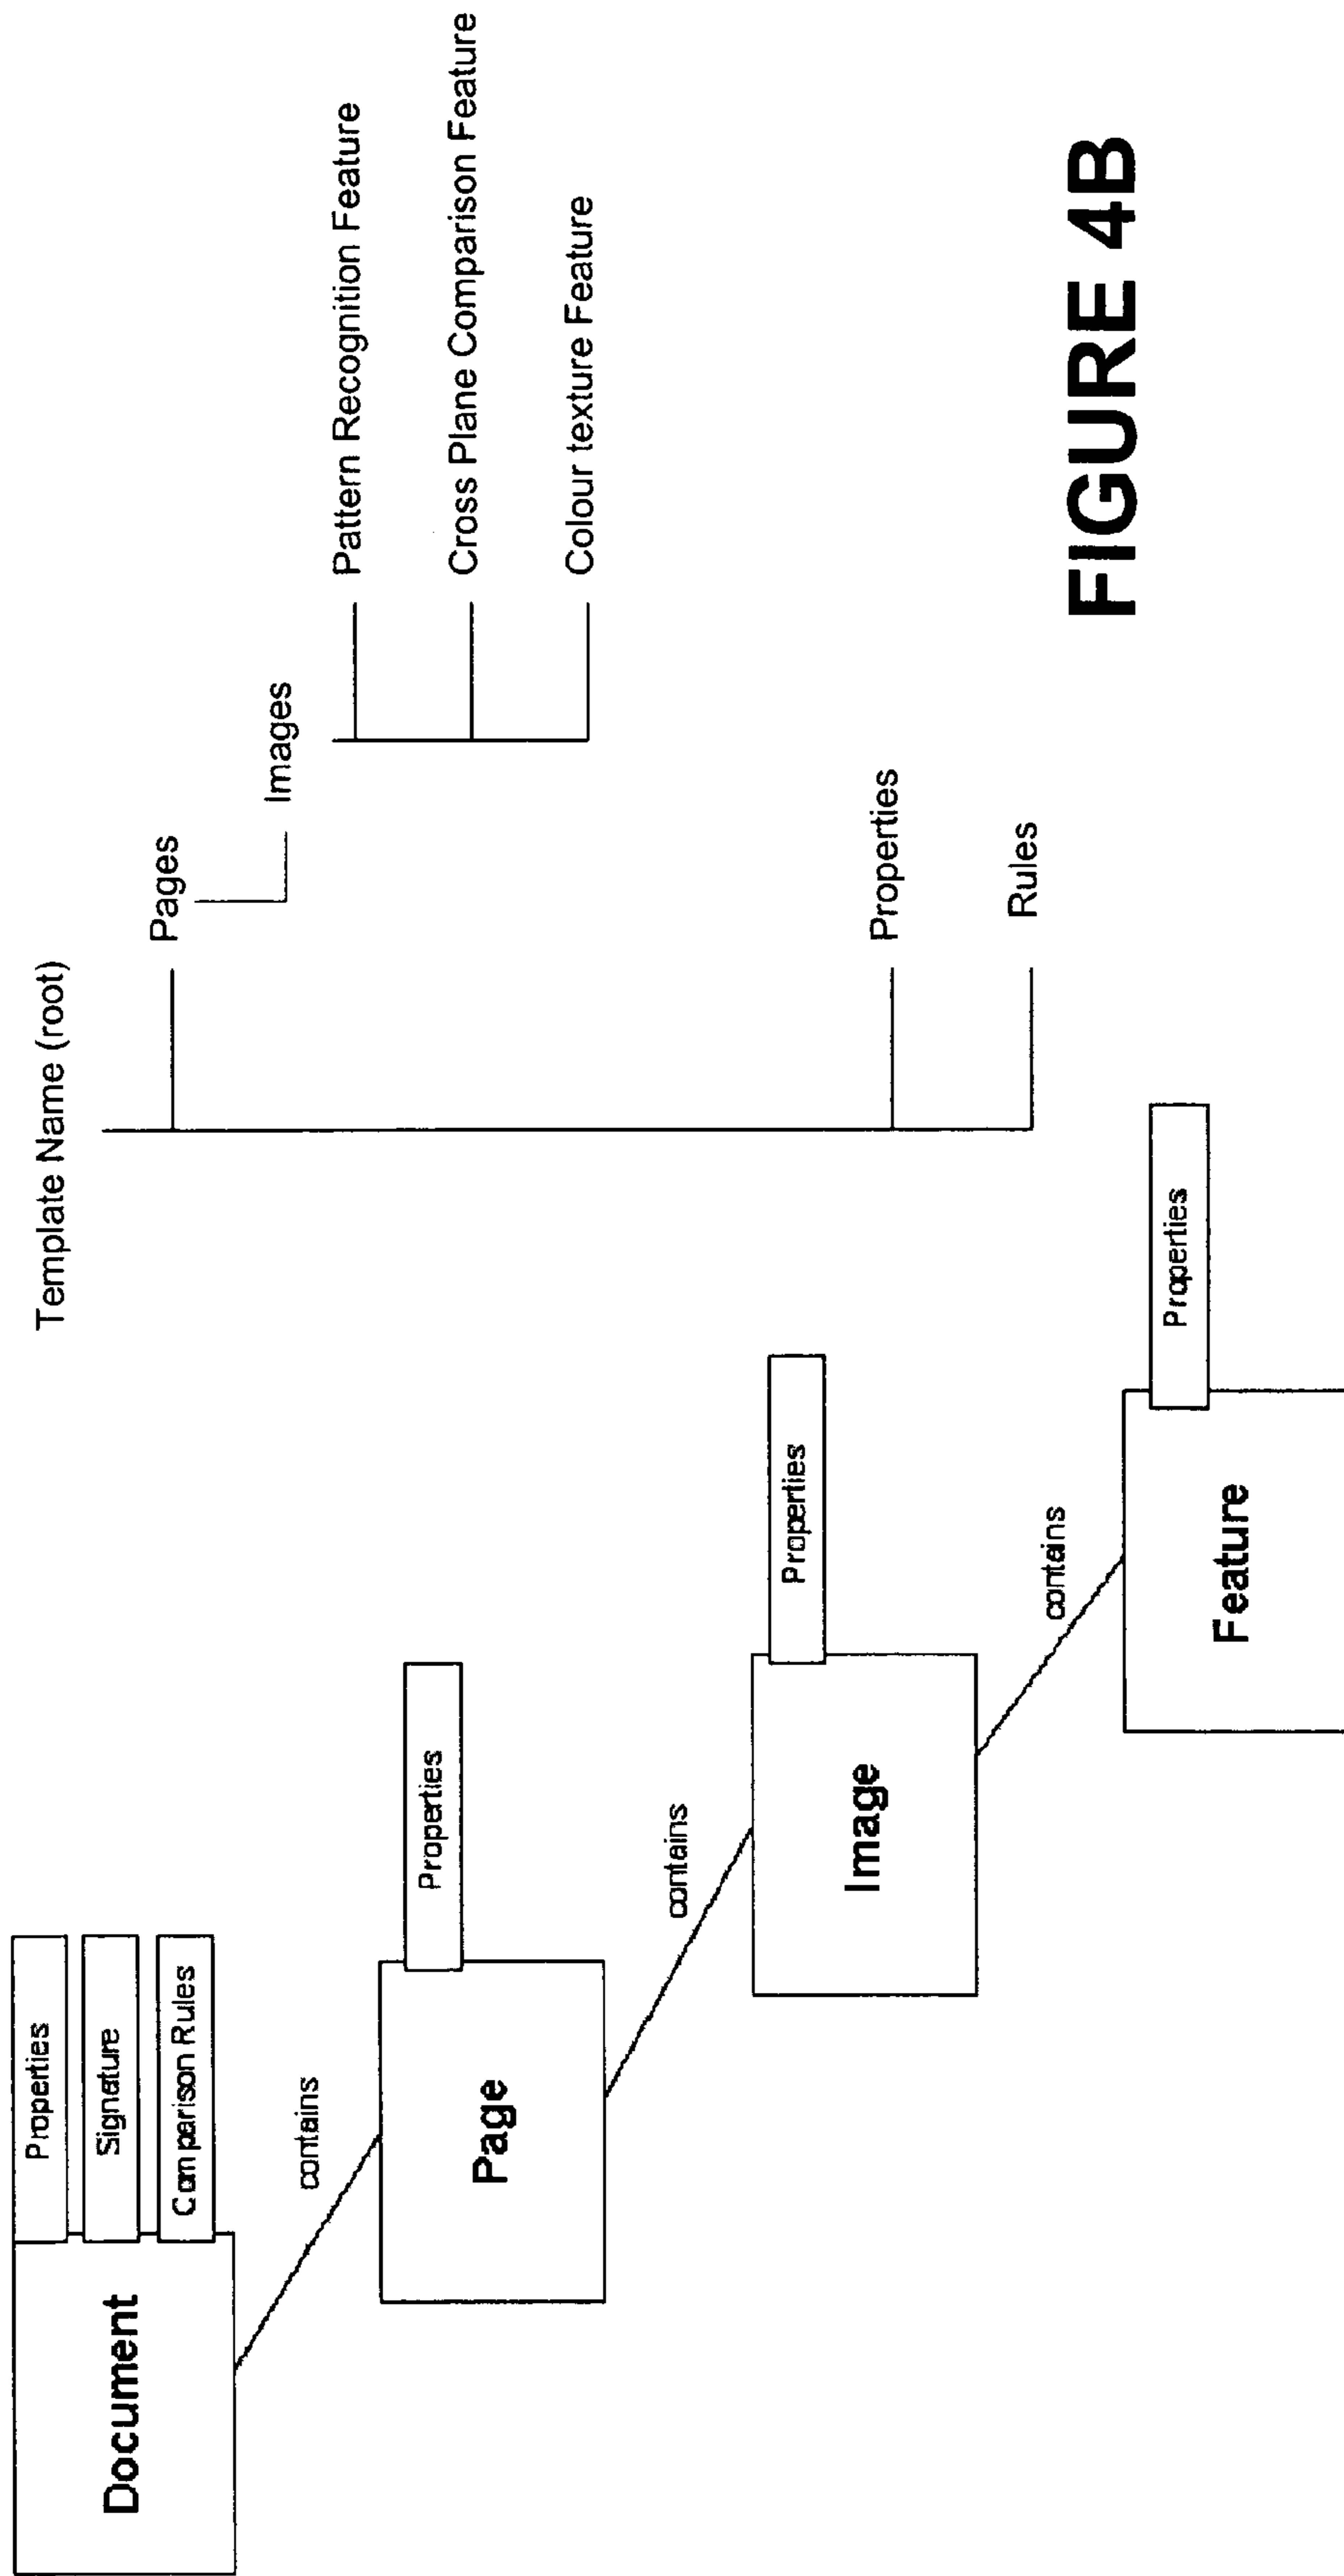 Document
Properties
Signature
Comparison Rules
contains
Page
Properties
contains
Image
Properties
contains
Feature
Properties
Template Name (root)
Pages
Images
Pattern Recognition Feature
Cross Plane Comparison Feature
Colour texture Feature
Properties
Rules
FIGURE 4B